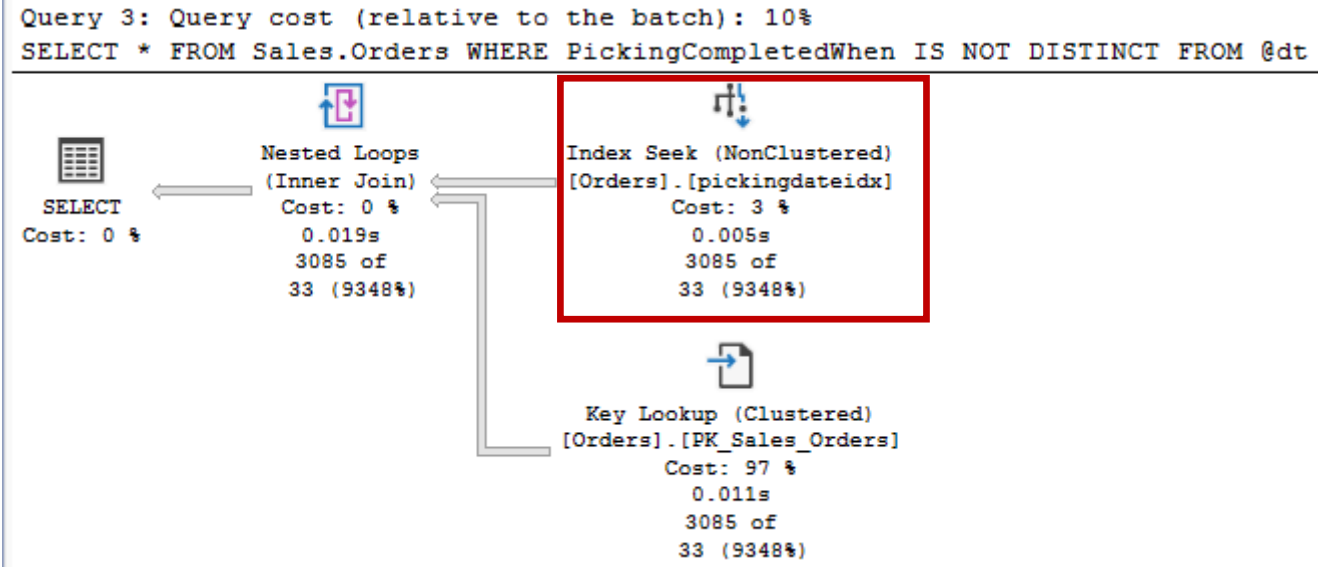 Query 3: Query cost (relative to the batch): 10%
SELECT * FROM Sales.Orders WHERE PickingCompletedWhen IS NOT DISTINCT FROM @dt
SELECT
Cost: 0 %
Nested Loops
(Inner Join)
Cost: 0 %
0.019s
3085 of
33 (9348%)
Index Seek (NonClustered)
[Orders].[pickingdateidx]
Cost: 3 %
0.005s
3085 of
33 (9348%)
Key Lookup (Clustered)
[Orders].[PK_Sales_Orders]
Cost: 97 %
0.011s
3085 of
33 (9348%)